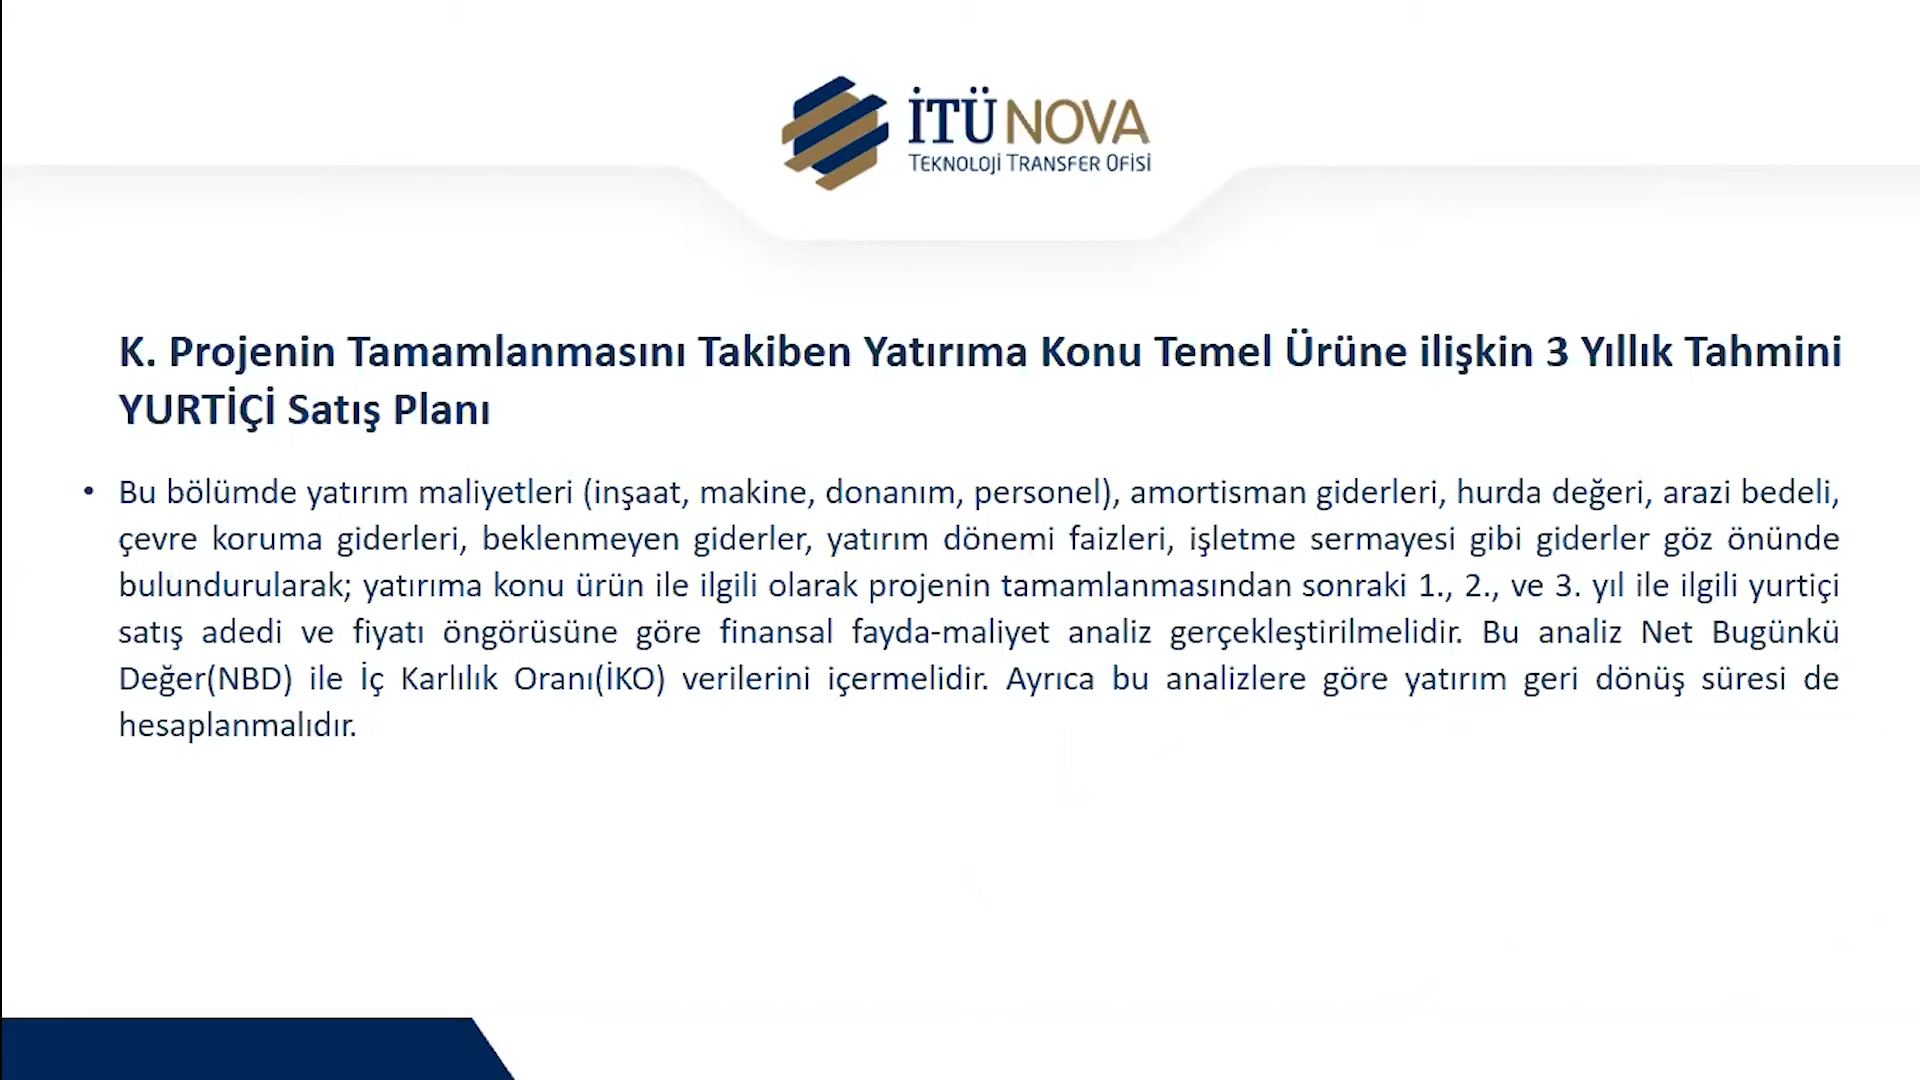 İTÜNOVA
TEKNOLOJİ TRANSFER OFİSİ
K. Projenin Tamamlanmasını Takiben Yatırıma Konu Temel Ürüne ilişkin 3 Yıllık Tahmini
YURTİÇİ Satış Planı
• Bu bölümde yatırım maliyetleri (inşaat, makine, donanım, personel), amortisman giderleri, hurda değeri, arazi bedeli,
çevre koruma giderleri, beklenmeyen giderler, yatırım dönemi faizleri, işletme sermayesi gibi giderler göz önünde
bulundurularak; yatırıma konu ürün ile ilgili olarak projenin tamamlanmasından sonraki 1., 2., ve 3. yıl ile ilgili yurtiçi
satış adedi ve fiyatı öngörüsüne göre finansal fayda-maliyet analiz gerçekleştirilmelidir. Bu analiz Net Bugünkü
Değer(NBD) ile İç Karlılık Oranı(İKO) verilerini içermelidir. Ayrıca bu analizlere göre yatırım geri dönüş süresi de
hesaplanmalıdır.